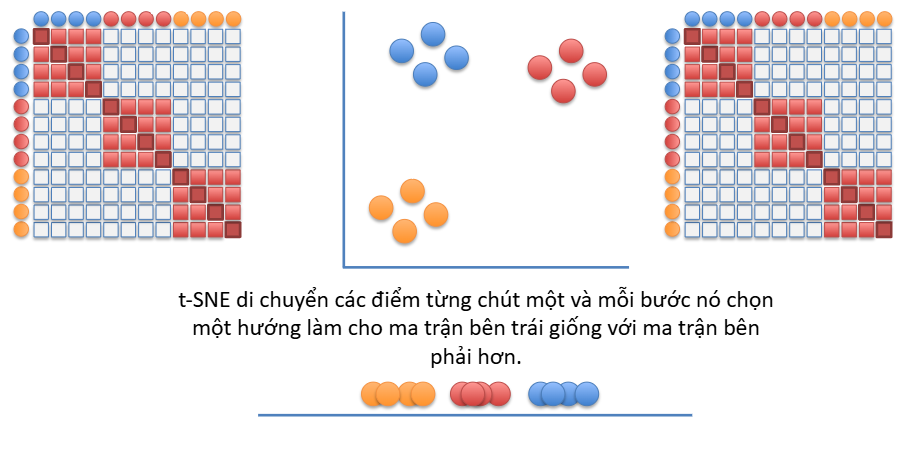 t-SNE di chuyển các điểm từng chút một và mỗi bước nó chọn
một hướng làm cho ma trận bên trái giống với ma trận bên
phải hơn.